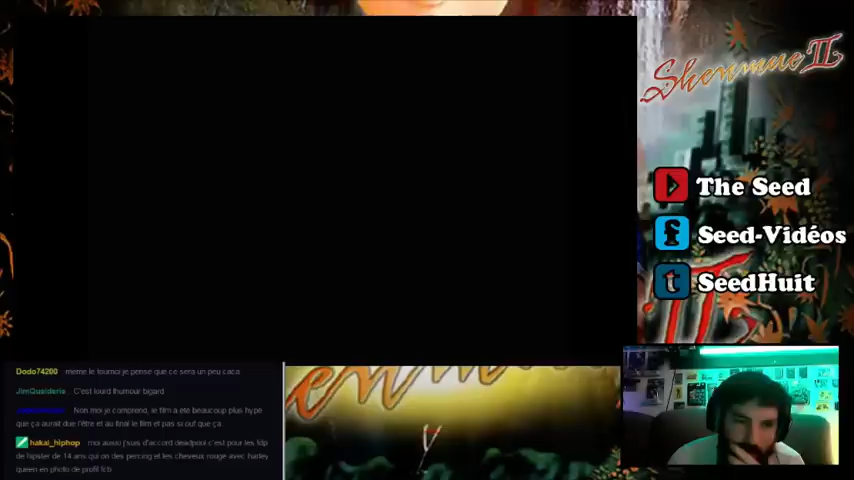 Shenmue II
The Seed
Seed-Vidéos
SeedHuit
Dodo74200 meme le tournoi je pense que ce sera un peu caca
JimQuaiderie C'est lourd lhumour bigard
Non moi je comprend, le film a été beaucoup plus hype
que ça aurait due l'être et au final le film et pas si ouf que ça
hakai_hiphop moi aussi j'suis d'accord deadpool c'est pour les fdp
de hipster de 14 ans qui on des percing et les cheveux rouge avec harley
queen en photo de profil fcb